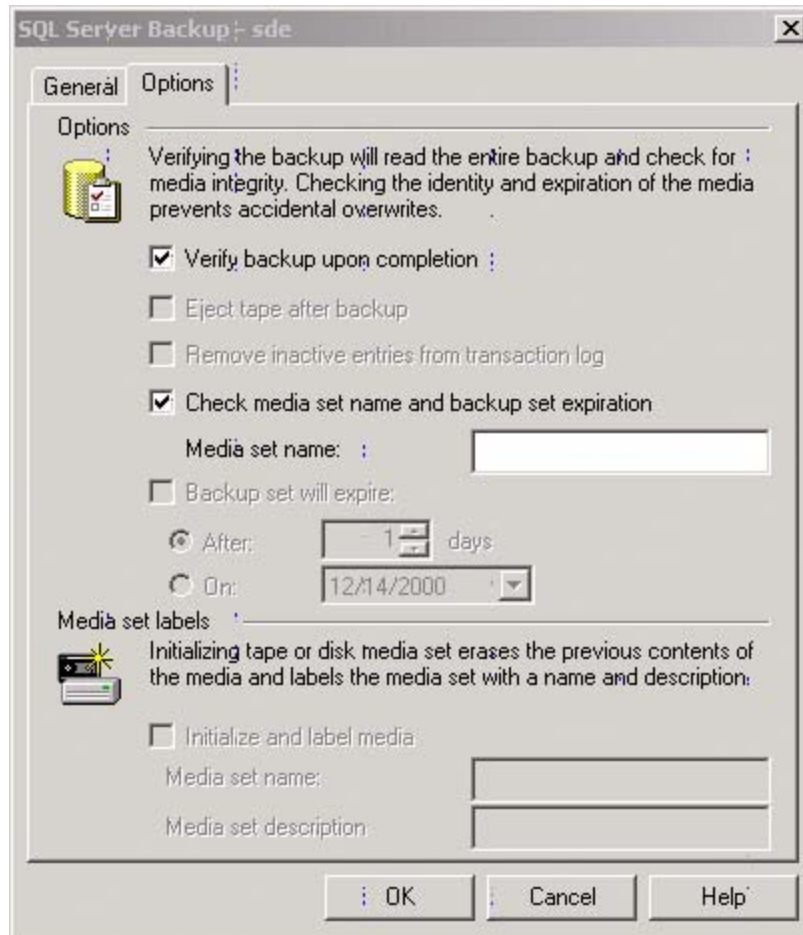 SQL Server Backup - sde
General Options
Options
Verifying the backup will read the entire backup and check for
media integrity. Checking the identity and expiration of the media
prevents accidental overwrites.
Verify backup upon completion
Eject tape after backup
Remove inactive entries from transaction log
Check media set name and backup set expiration
Media set name:
Backup set will expire:
After: 1 days
On: 12/14/2000
Media set labels
Initializing tape or disk media set erases the previous contents of
the media and labels the media set with a name and description.
Initialize and label media
Media set name:
Media set description
OK Cancel Help